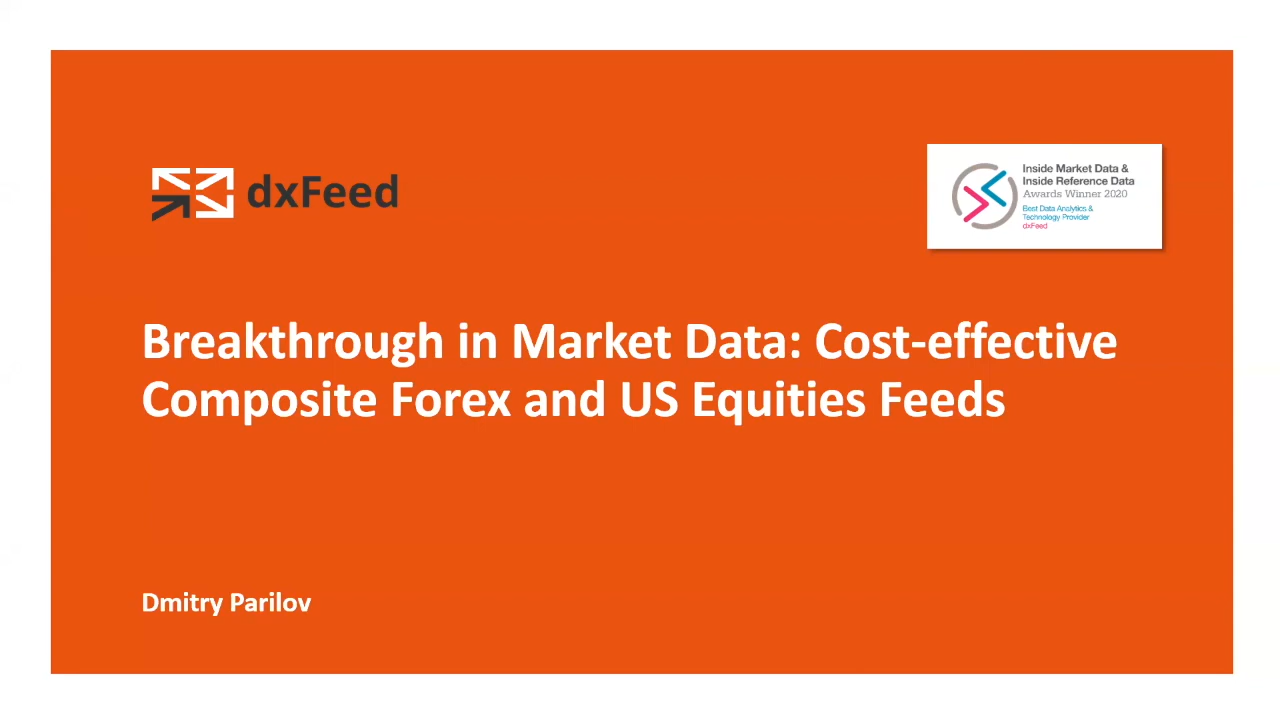 dxFeed
Inside Market Data &
Inside Reference Data
Awards Winner 2020
Best Data Analytics &
Technology Provider
dxFeed
Breakthrough in Market Data: Cost-effective
Composite Forex and US Equities Feeds
Dmitry Parilov